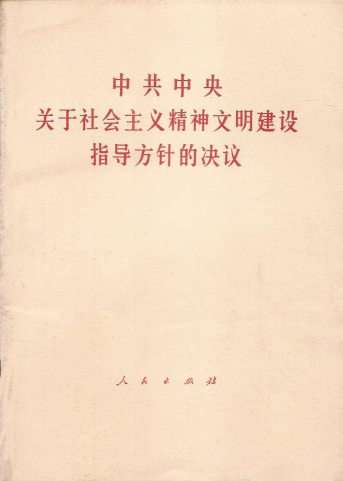 中共中央
关于社会主义精神文明建设
指导方针的决议
人民出版社